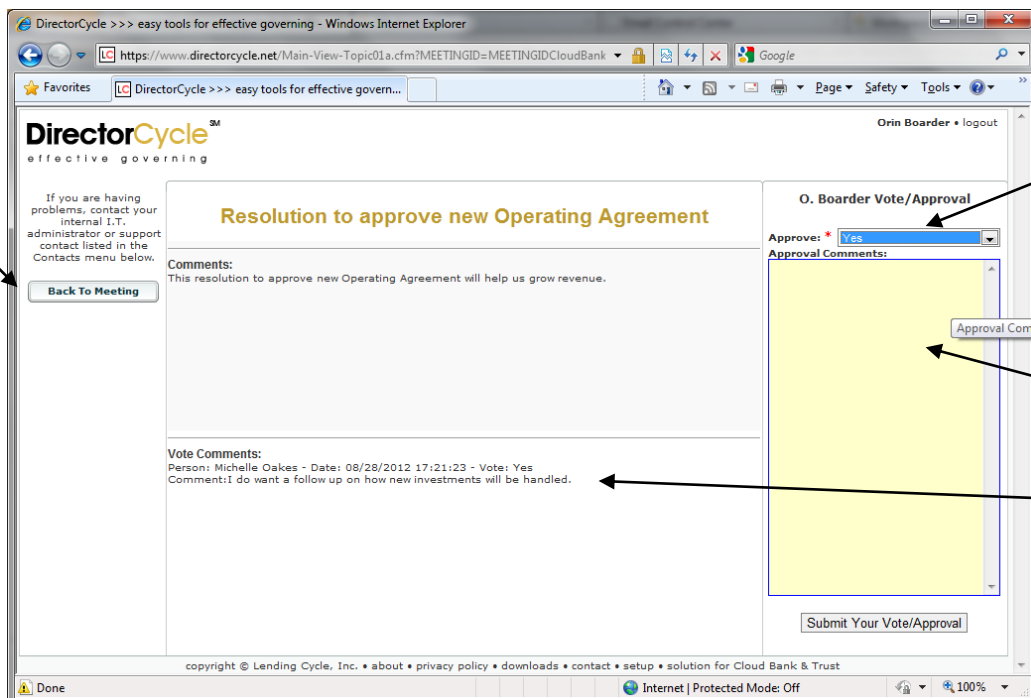 DirectorCycle >>> easy tools for effective governing - Windows Internet Explorer
LC https://www.directorcycle.net/Main-View-Topic01a.cfm?MEETINGID=MEETINGIDCloudBank
Google
Favorites
LC DirectorCycle >>> easy tools for effective govern...
Page Safety Tools
DirectorCycle SM
effective governing
Orin Boarder • logout
If you are having
problems, contact your
internal I.T.
administrator or support
contact listed in the
Contacts menu below.
Back To Meeting
Resolution to approve new Operating Agreement
Comments:
This resolution to approve new Operating Agreement will help us grow revenue.
Vote Comments:
Person: Michelle Oakes - Date: 08/28/2012 17:21:23 - Vote: Yes
Comment:I do want a follow up on how new investments will be handled.
O. Boarder Vote/Approval
Approve: * Yes
Approval Comments:
Approval Com
Submit Your Vote/Approval
copyright © Lending Cycle, Inc. • about • privacy policy • downloads • contact • setup • solution for Cloud Bank & Trust
Done
Internet | Protected Mode: Off
100%